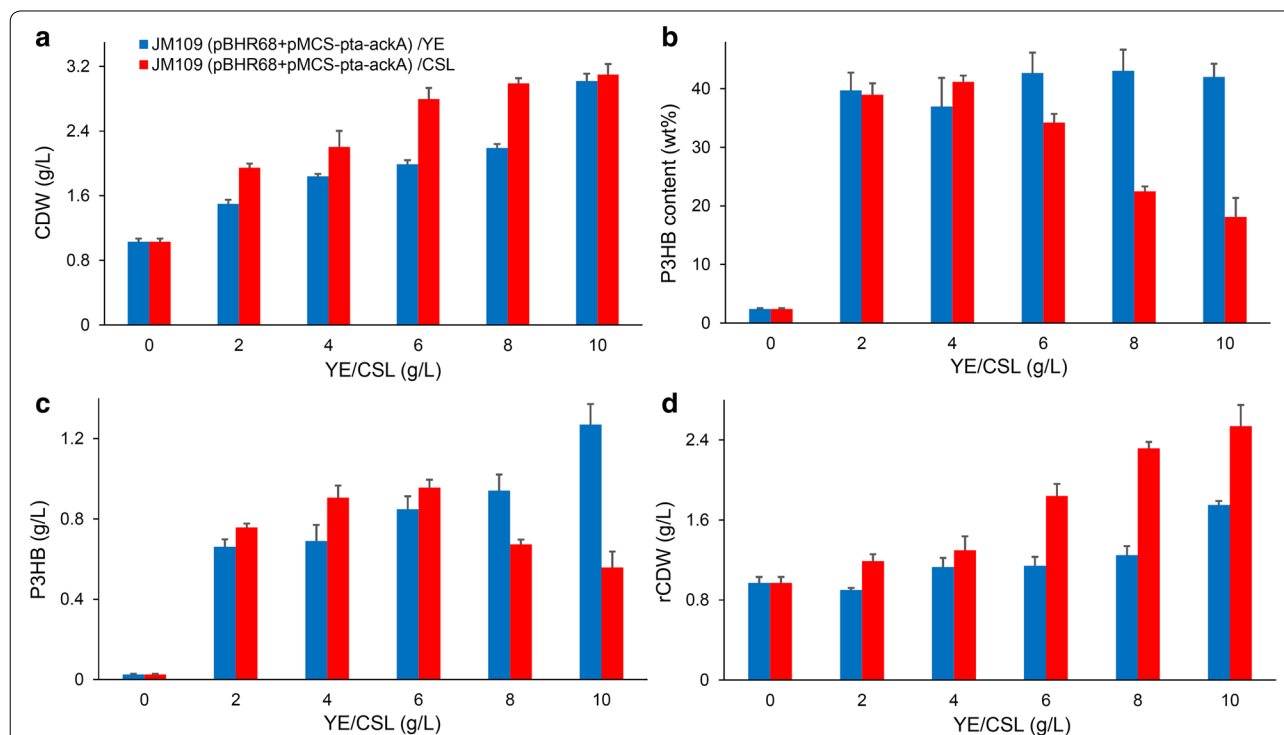 a
JM109 (pBHR68+pMCS-pta-ackA) /YE
JM109 (pBHR68+pMCS-pta-ackA) /CSL
CDW (g/L)
3.2
2.4
1.6
0.8
0
0 2 4 6 8 10
YE/CSL (g/L)
b
P3HB content (wt%)
40
30
20
10
0
0 2 4 6 8 10
YE/CSL (g/L)
c
P3HB (g/L)
1.2
0.8
0.4
0
0 2 4 6 8 10
YE/CSL (g/L)
d
rCDW (g/L)
2.4
1.6
0.8
0
0 2 4 6 8 10
YE/CSL (g/L)